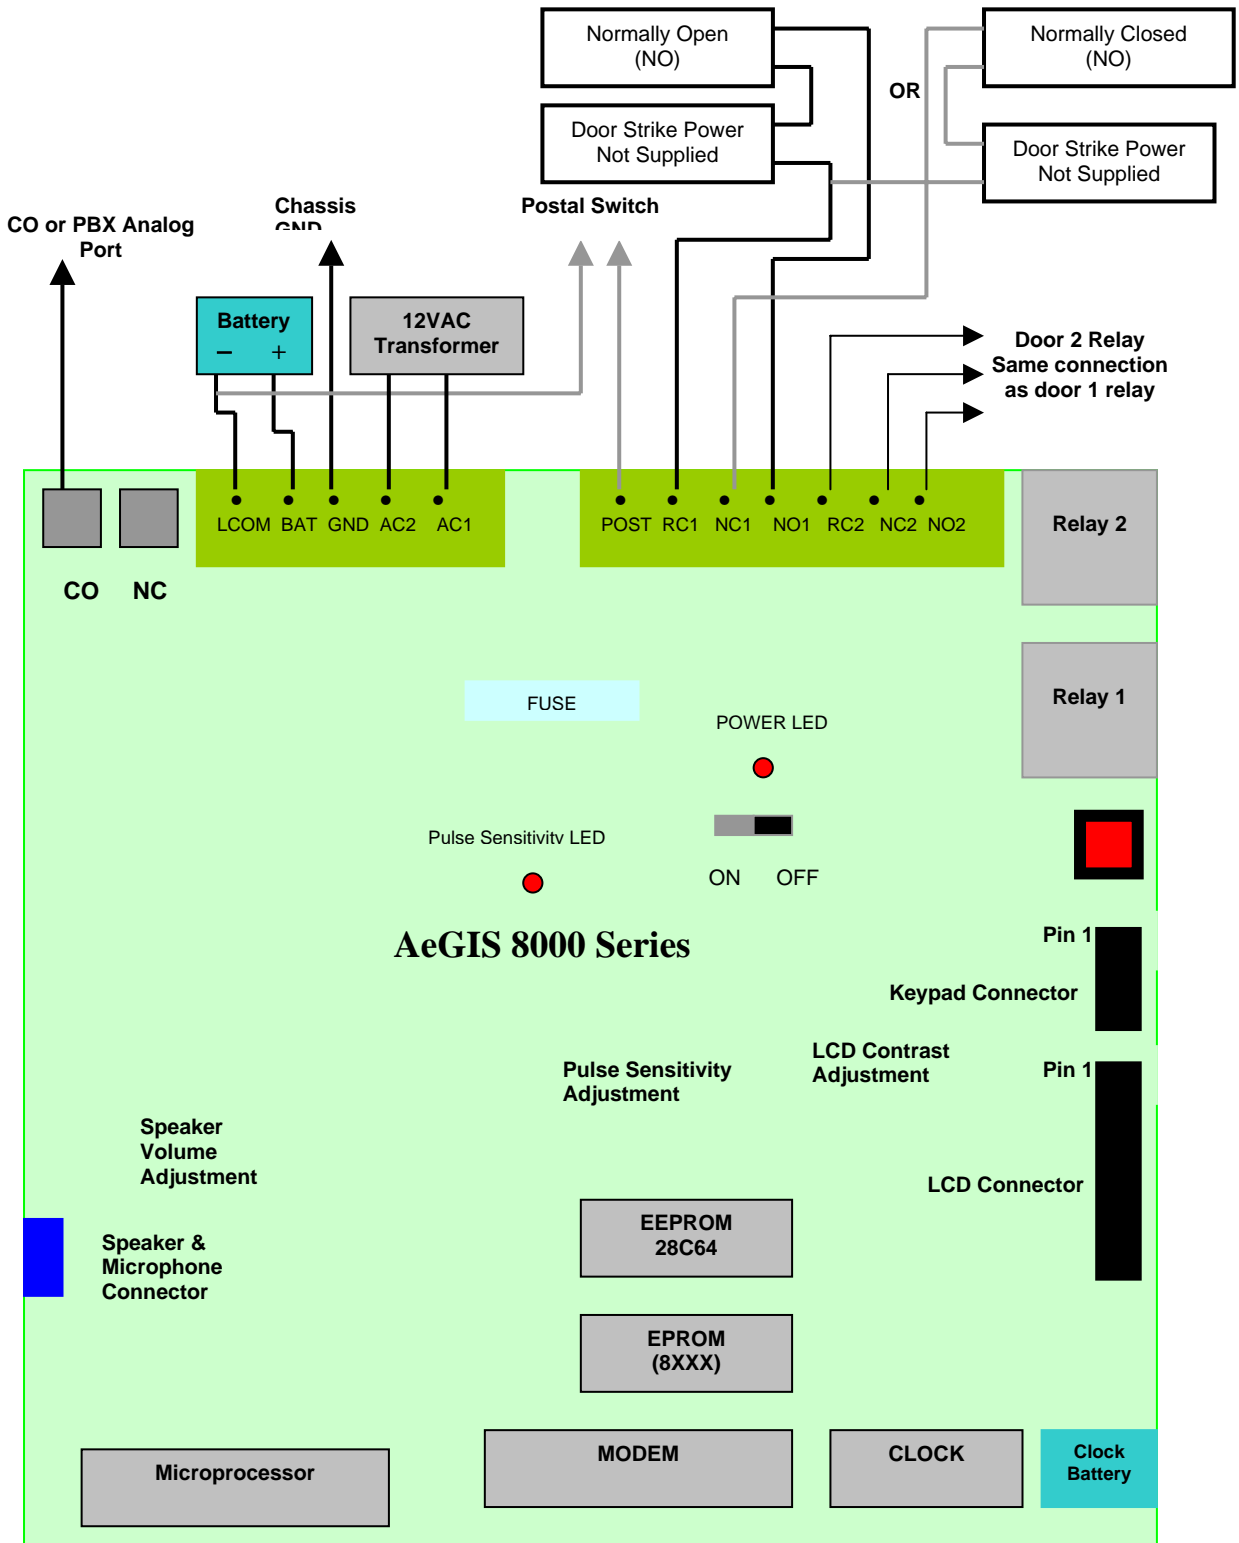 Normally Open
(NO)
Normally Closed
(NO)
OR
Door Strike Power
Not Supplied
Door Strike Power
Not Supplied
CO or PBX Analog
Port
Chassis
GND
Postal Switch
Battery
– +
12VAC
Transformer
Door 2 Relay
Same connection
as door 1 relay
LCOM BAT GND AC2 AC1
POST RC1 NC1 NO1 RC2 NC2 NO2
CO NC
Relay 2
Relay 1
FUSE
POWER LED
Pulse Sensitivity LED
ON OFF
AeGIS 8000 Series
Pin 1
Keypad Connector
LCD Contrast
Adjustment
Pulse Sensitivity
Adjustment
Pin 1
Speaker
Volume
Adjustment
LCD Connector
EEPROM
28C64
Speaker &
Microphone
Connector
EPROM
(8XXX)
MODEM
CLOCK
Clock
Battery
Microprocessor